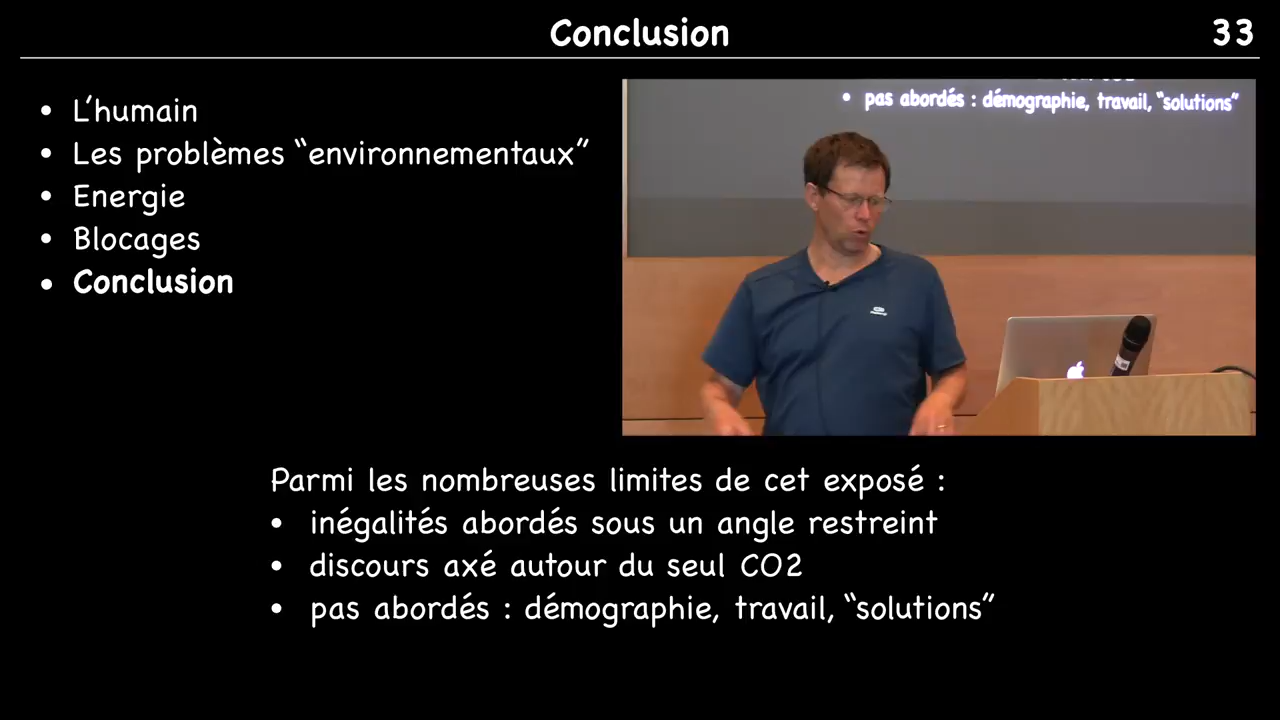 Conclusion
33
• L'humain
• Les problèmes “environnementaux”
• Energie
• Blocages
• Conclusion
• pas abordés : démographie, travail, “solutions”
Parmi les nombreuses limites de cet exposé :
• inégalités abordés sous un angle restreint
• discours axé autour du seul CO2
• pas abordés : démographie, travail, “solutions”